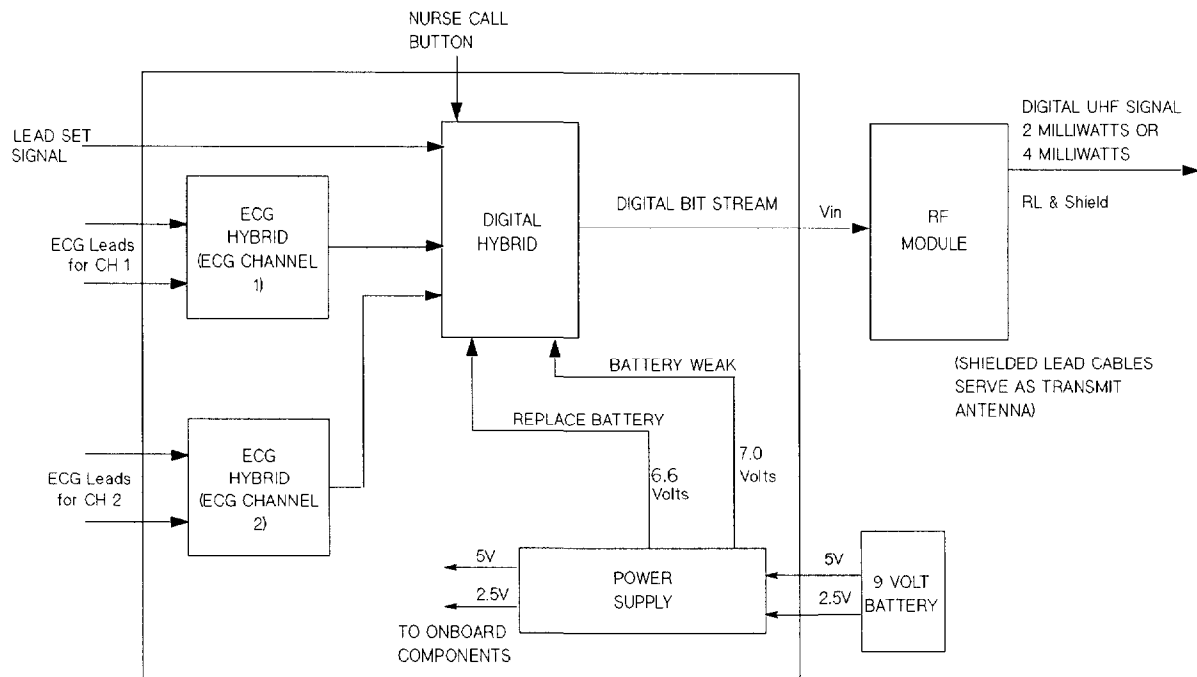 NURSE CALL
BUTTON
LEAD SET
SIGNAL
ECG
HYBRID
(ECG CHANNEL
1)
ECG Leads
for CH 1
DIGITAL
HYBRID
DIGITAL BIT STREAM
Vin
RF
MODULE
DIGITAL UHF SIGNAL
2 MILLIWATTS OR
4 MILLIWATTS
RL & Shield
(SHIELDED LEAD CABLES
SERVE AS TRANSMIT
ANTENNA)
BATTERY WEAK
REPLACE BATTERY
ECG
HYBRID
(ECG CHANNEL
2)
ECG Leads
for CH 2
6.6
Volts
7.0
Volts
5V
2.5V
TO ONBOARD
COMPONENTS
POWER
SUPPLY
5V
2.5V
9 VOLT
BATTERY